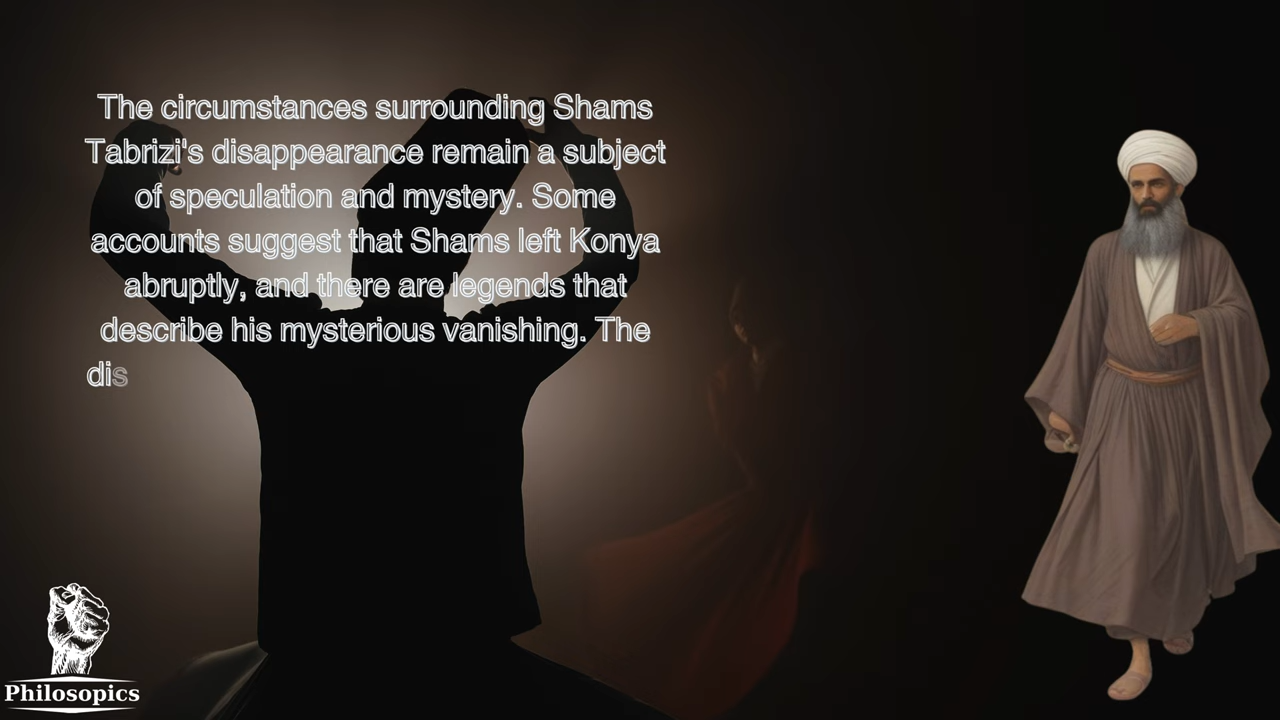 The circumstances surrounding Shams
Tabrizi's disappearance remain a subject
of speculation and mystery. Some
accounts suggest that Shams left Konya
abruptly, and there are legends that
describe his mysterious vanishing. The
dis
Philosopics